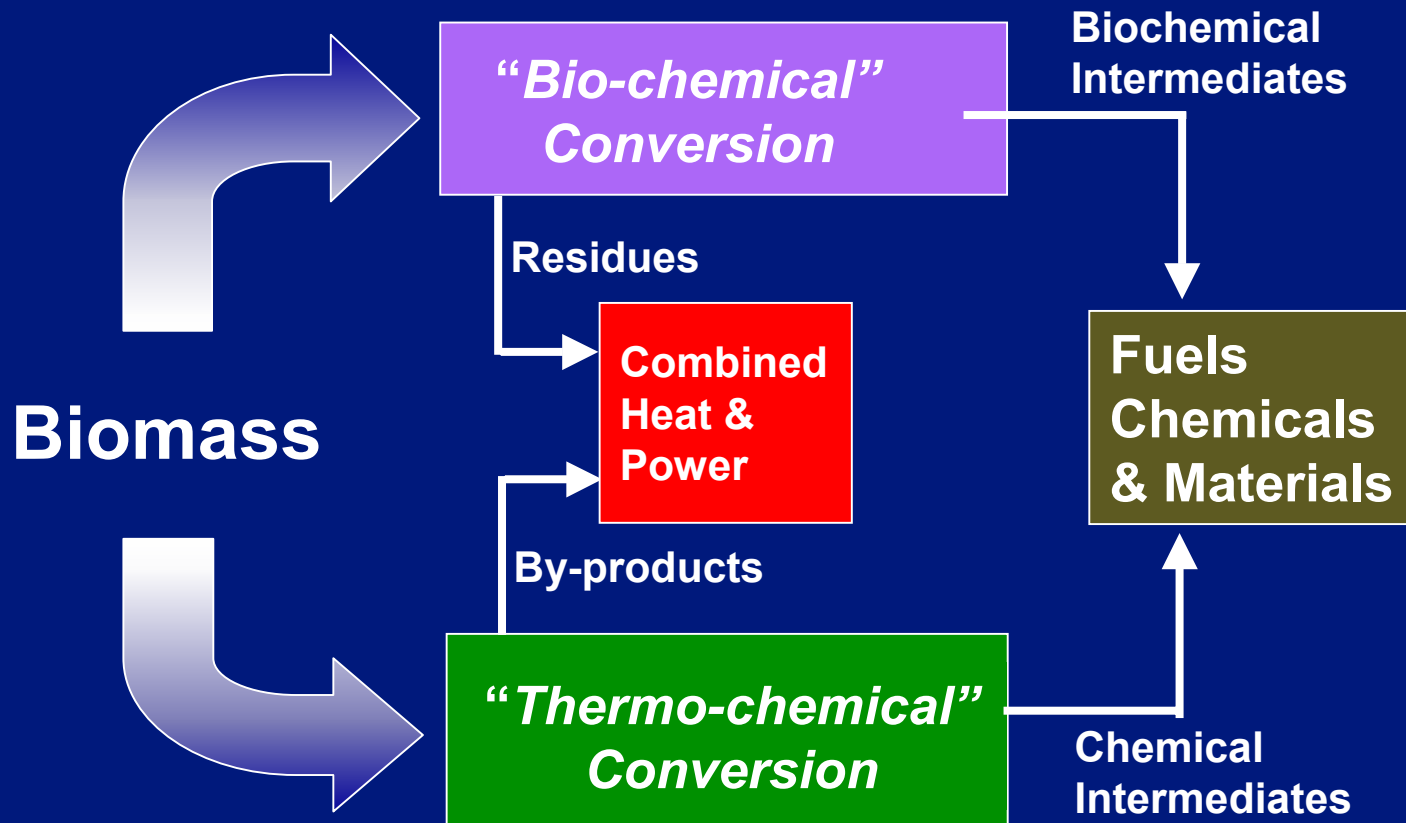 “Bio-chemical”
Conversion
Biochemical
Intermediates
Residues
Combined
Heat &
Power
Fuels
Chemicals
& Materials
Biomass
By-products
“Thermo-chemical”
Conversion
Chemical
Intermediates